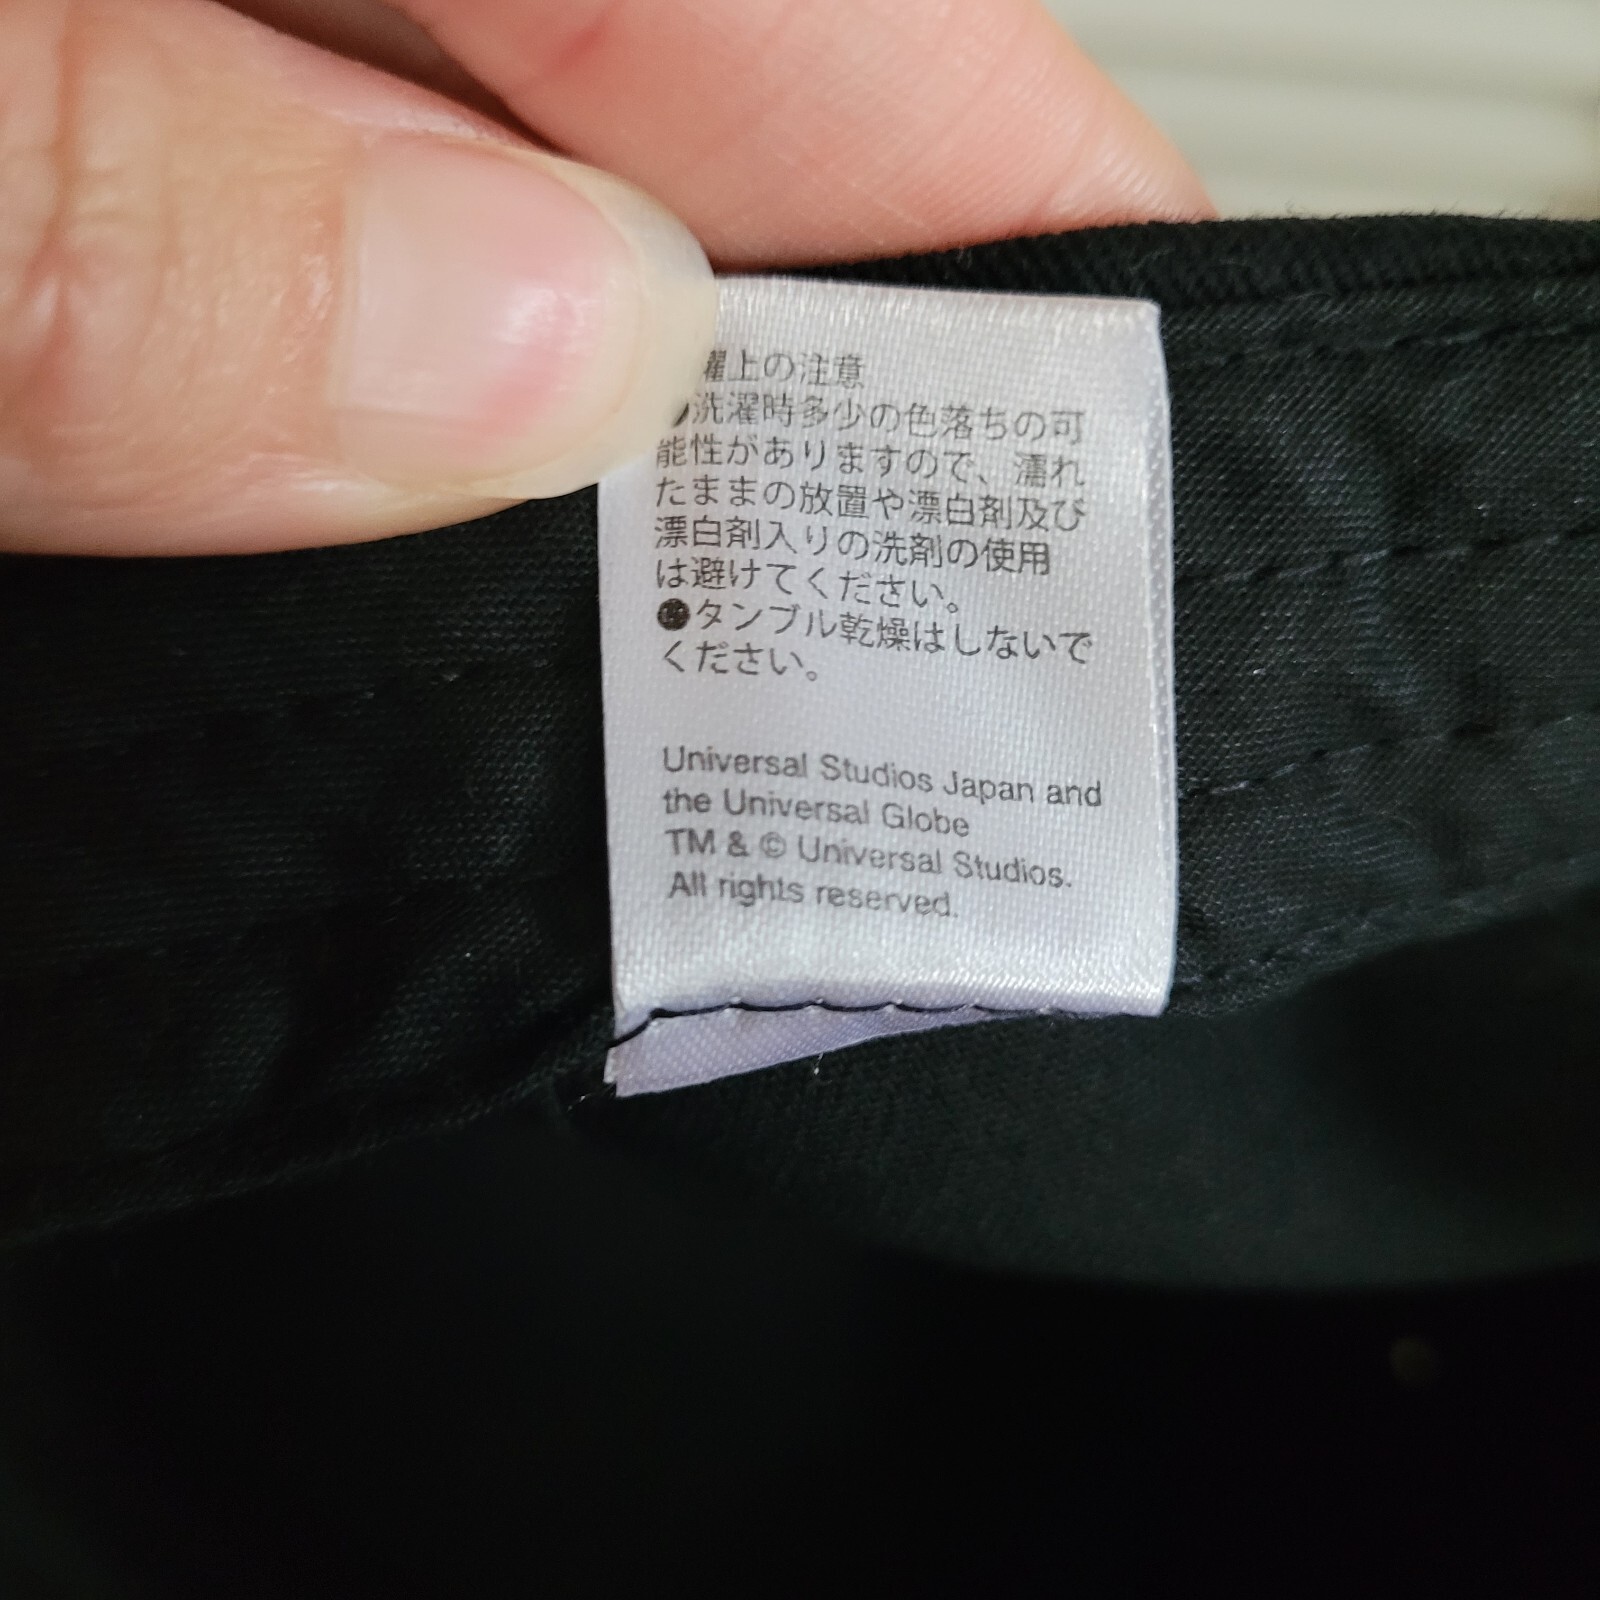 濯上の注意
●洗濯時多少の色落ちの可
能性がありますので、濡れ
たままの放置や漂白剤及び
漂白剤入りの洗剤の使用
は避けてください。
●タンブル乾燥はしないで
ください。
Universal Studios Japan and
the Universal Globe
TM & © Universal Studios.
All rights reserved.